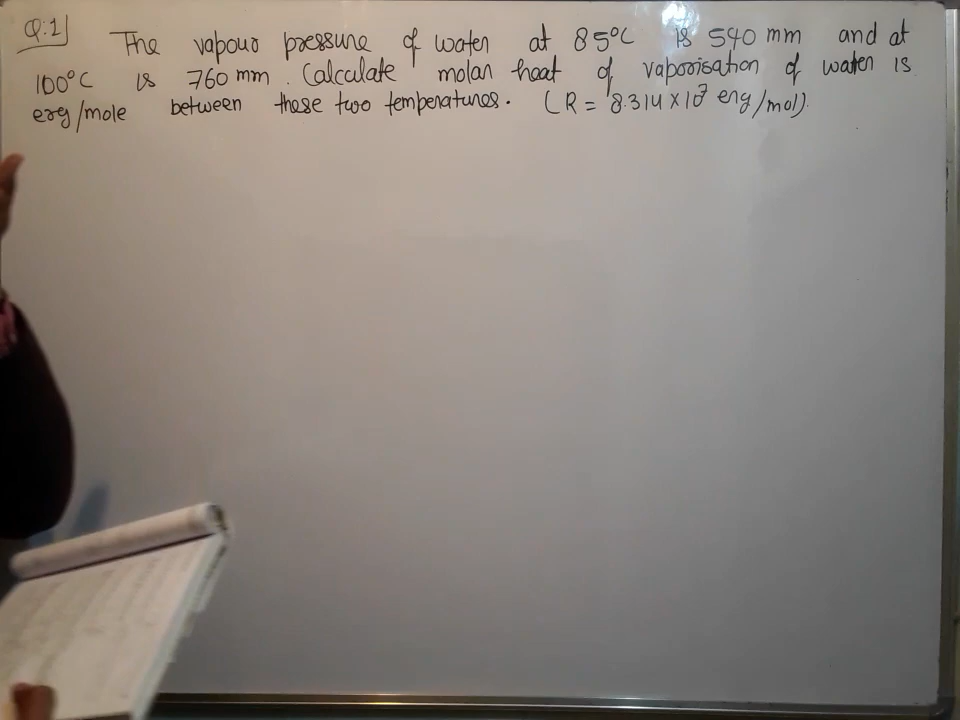 Q:1 The vapour pressure of water at 85°C is 540 mm and at
100°C is 760 mm. Calculate molar heat of vaporisation of water is
erg/mole between these two temperatures. (R = 8.314 × 10⁷ erg/mol).